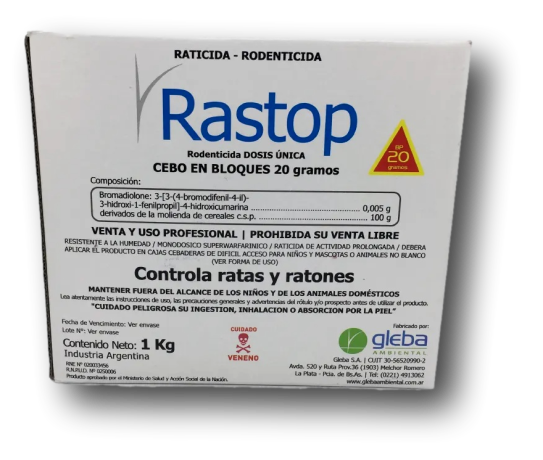 RATICIDA - RODENTICIDA
Rastop
Rodenticida DOSIS ÚNICA
CEBO EN BLOQUES 20 gramos
BP
20
gramos
Composición:
Bromadiolone: 3-[3-(4-bromodifenil-4-il)-
3-hidroxi-1-fenilpropil]-4-hidroxicumarina ........................ 0,005 g
derivados de la molienda de cereales c.s.p. ........................ 100 g
VENTA Y USO PROFESIONAL | PROHIBIDA SU VENTA LIBRE
RESISTENTE A LA HUMEDAD / MONODOSICO SUPERWARFARINICO / RATICIDA DE ACTIVIDAD PROLONGADA / DEBERA
APLICAR EL PRODUCTO EN CAJAS CEBADERAS DE DIFICIL ACCESO PARA NIÑOS Y MASCOTAS O ANIMALES NO BLANCO
(VER FORMA DE USO)
Controla ratas y ratones
MANTENER FUERA DEL ALCANCE DE LOS NIÑOS Y DE LOS ANIMALES DOMÉSTICOS
Lea atentamente las instrucciones de uso, las precauciones generales y advertencias del rótulo y/o prospecto antes de utilizar el producto.
"CUIDADO PELIGROSA SU INGESTION, INHALACION O ABSORCION POR LA PIEL"
Fecha de Vencimiento: Ver envase
Lote Nº: Ver envase
Contenido Neto: 1 Kg
Industria Argentina
RNE Nº 020033456
R.N.P.U.D. Nº 0250006
Producto aprobado por el Ministerio de Salud y Acción Social de la Nación.
CUIDADO
VENENO
Fabricado por:
gleba
AMBIENTAL
Gleba S.A. | CUIT 30-56520990-2
Avda. 520 y Ruta Prov.36 (1903) Melchor Romero
La Plata - Pcia. de Bs.As. | Tel: (0221) 4913062
www.glebaambiental.com.ar